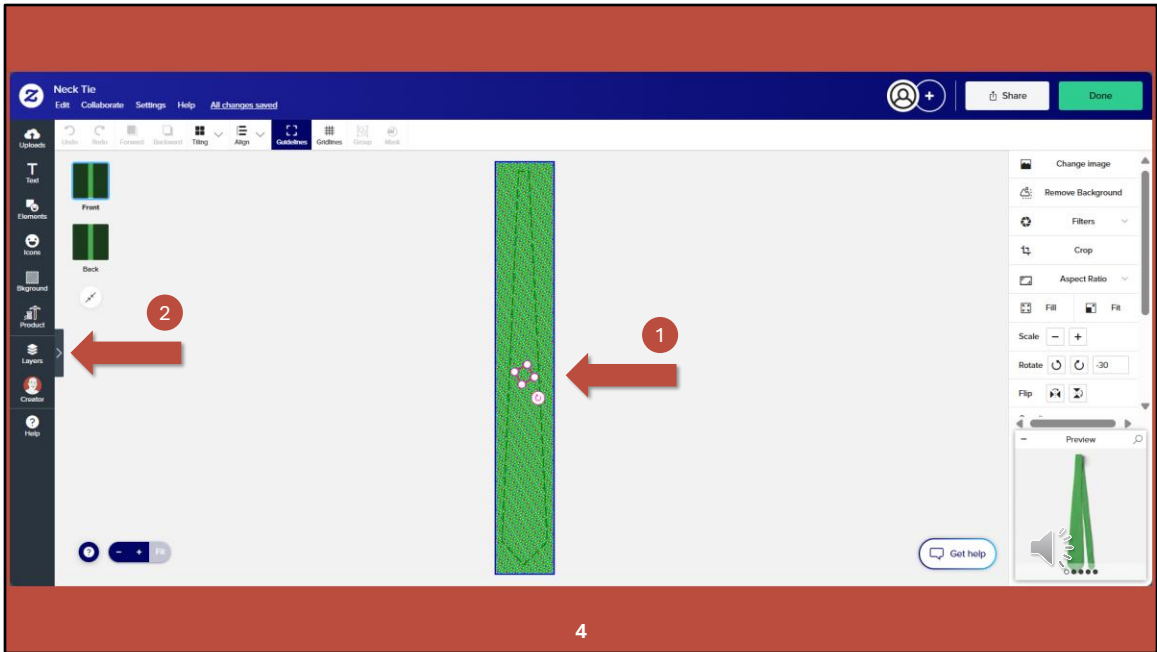 Neck Tie
Edit Collaborate Settings Help All changes saved
Share
Done
Uploads
Text
Elements
Icons
Bkground
Product
Layers
Creator
Help
Undo Redo Forward Backward Tiling Align Guidelines Gridlines Group Mask
Front
Back
2
1
Change image
Remove Background
Filters
Crop
Aspect Ratio
Fill Fit
Scale
Rotate -30
Flip
Preview
Fit
Get help
4